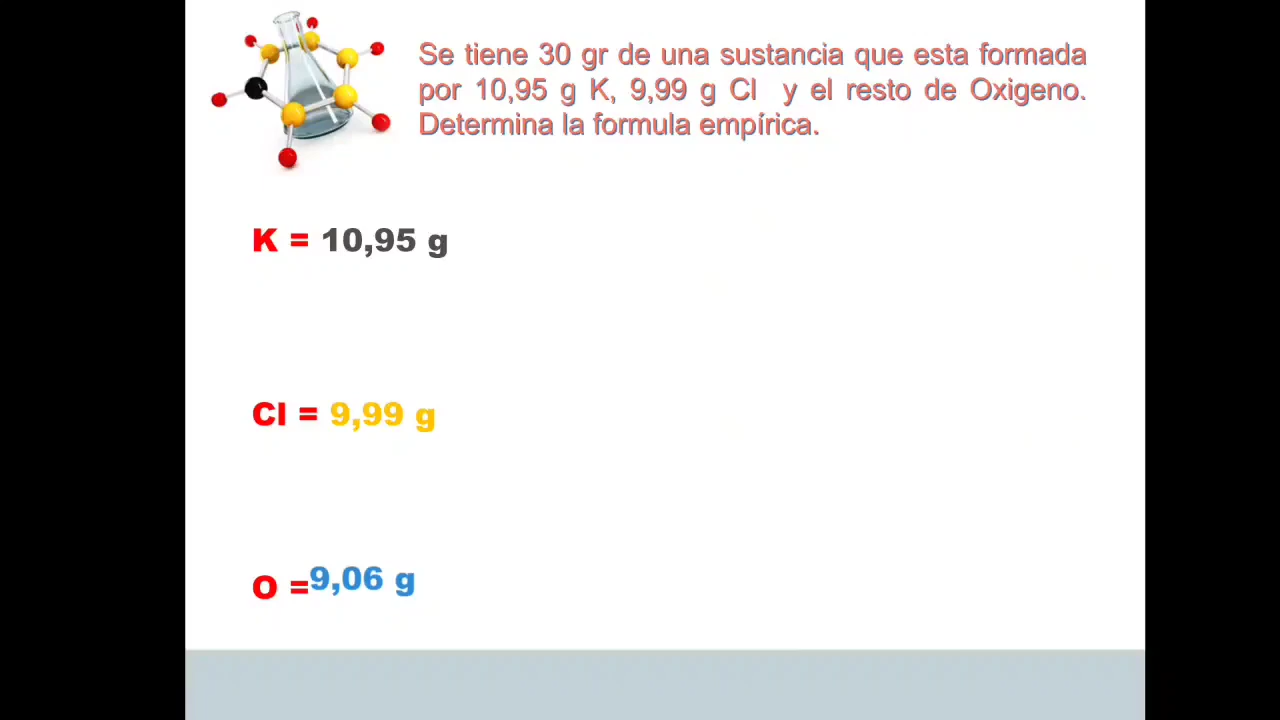 Se tiene 30 gr de una sustancia que esta formada
por 10,95 g K, 9,99 g Cl y el resto de Oxigeno.
Determina la formula empírica.
K = 10,95 g
Cl = 9,99 g
O = 9,06 g